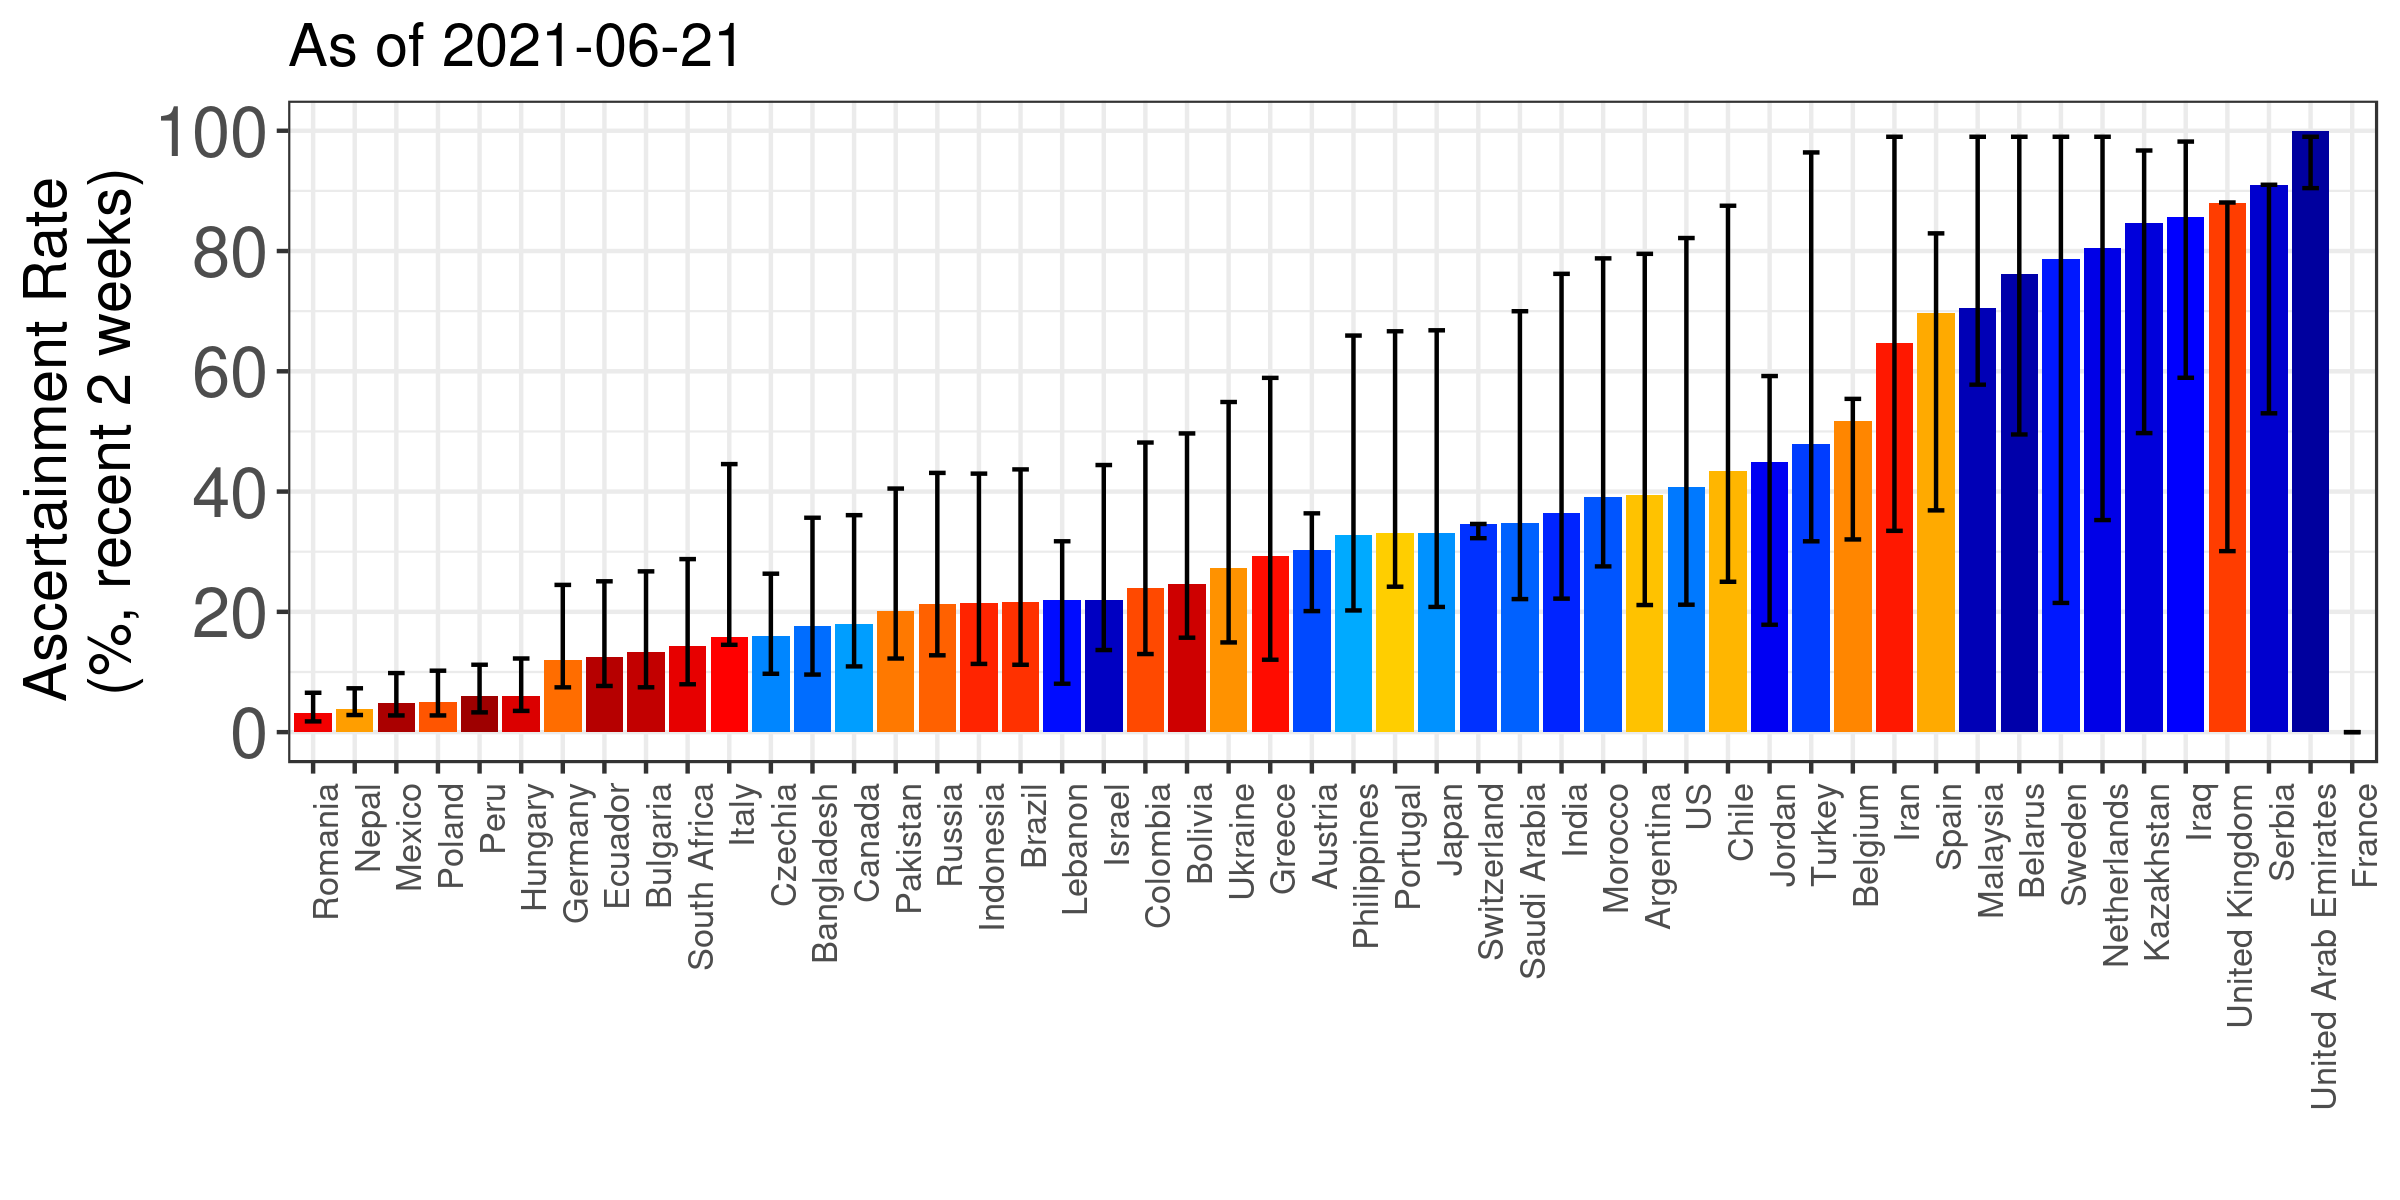 As of 2021-06-21
Ascertainment Rate
(%, recent 2 weeks)
100
80
60
40
20
0
Romania
Nepal
Mexico
Poland
Peru
Hungary
Germany
Ecuador
Bulgaria
South Africa
Italy
Czechia
Bangladesh
Canada
Pakistan
Russia
Indonesia
Brazil
Lebanon
Israel
Colombia
Bolivia
Ukraine
Greece
Austria
Philippines
Portugal
Japan
Switzerland
Saudi Arabia
India
Morocco
Argentina
US
Chile
Jordan
Turkey
Belgium
Iran
Spain
Malaysia
Belarus
Sweden
Netherlands
Kazakhstan
Iraq
United Kingdom
Serbia
United Arab Emirates
France